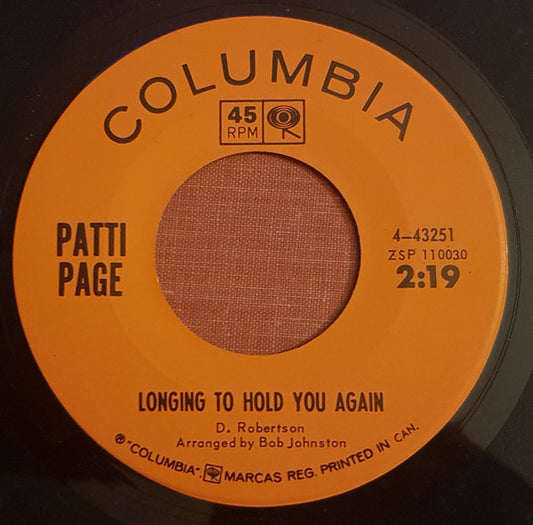 COLUMBIA
45
RPM
PATTI
PAGE
4-43251
ZSP 110030
2:19
LONGING TO HOLD YOU AGAIN
D. Robertson
Arranged by Bob Johnston
® "COLUMBIA", MARCAS REG. PRINTED IN CAN.